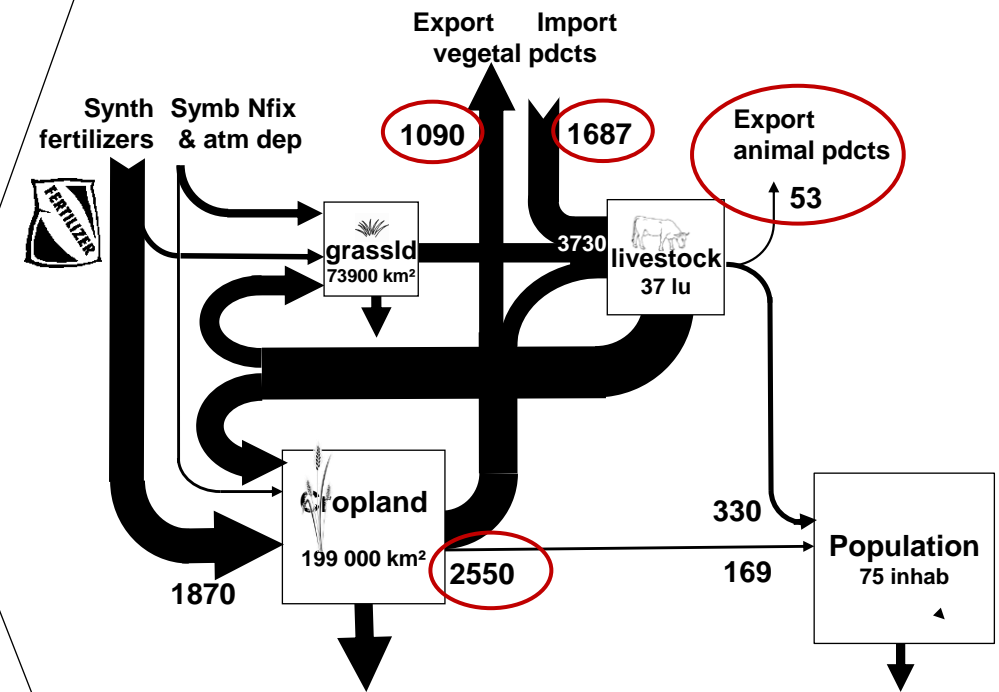 Export Import
vegetal pdcts
Synth Symb Nfix
fertilizers & atm dep
1090
1687
Export
animal pdcts
53
FERTILIZER
grassld
73900 km²
3730
livestock
37 lu
Cropland
199 000 km²
1870
2550
330
169
Population
75 inhab